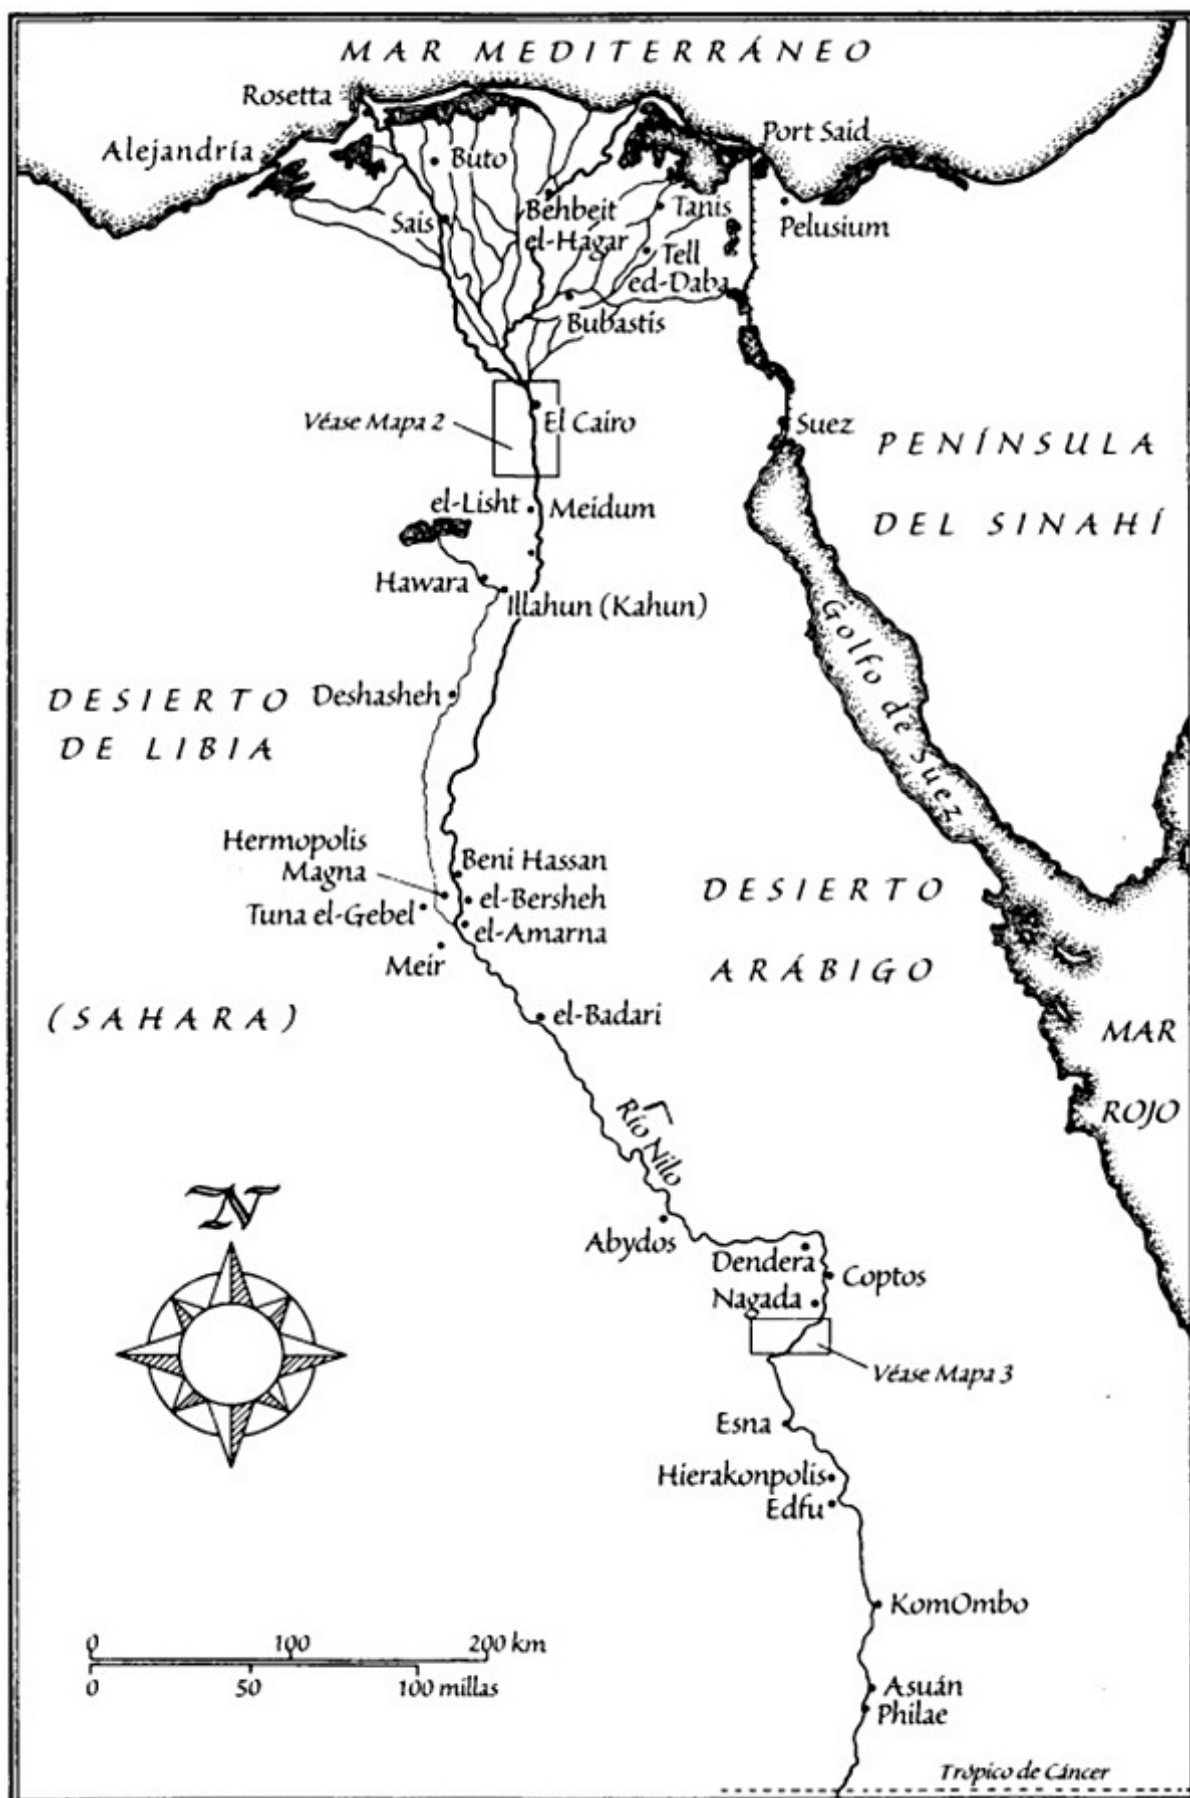 MAR MEDITERRÁNEO
Rosetta
Alejandría
Port Said
Buto
Behbeit
el-Hagar
Tanis
Pelusium
Sais
Tell
ed-Daba
Bubastis
Véase Mapa 2
El Cairo
Suez
PENÍNSULA
DEL SINAHÍ
el-Lisht
Meidum
Hawara
Illahun (Kahun)
Golfo de Suez
DESIERTO
DE LIBIA
Deshasheh
Hermopolis
Magna
Beni Hassan
el-Bersheh
Tuna el-Gebel
el-Amarna
Meir
DESIERTO
ARÁBIGO
(SAHARA)
el-Badari
MAR
ROJO
Río Nilo
N
Abydos
Dendera
Coptos
Nagada
Véase Mapa 3
Esna
Hierakonpolis
Edfu
KomOmbo
0 100 200 km
0 50 100 millas
Asuán
Philae
Trópico de Cáncer